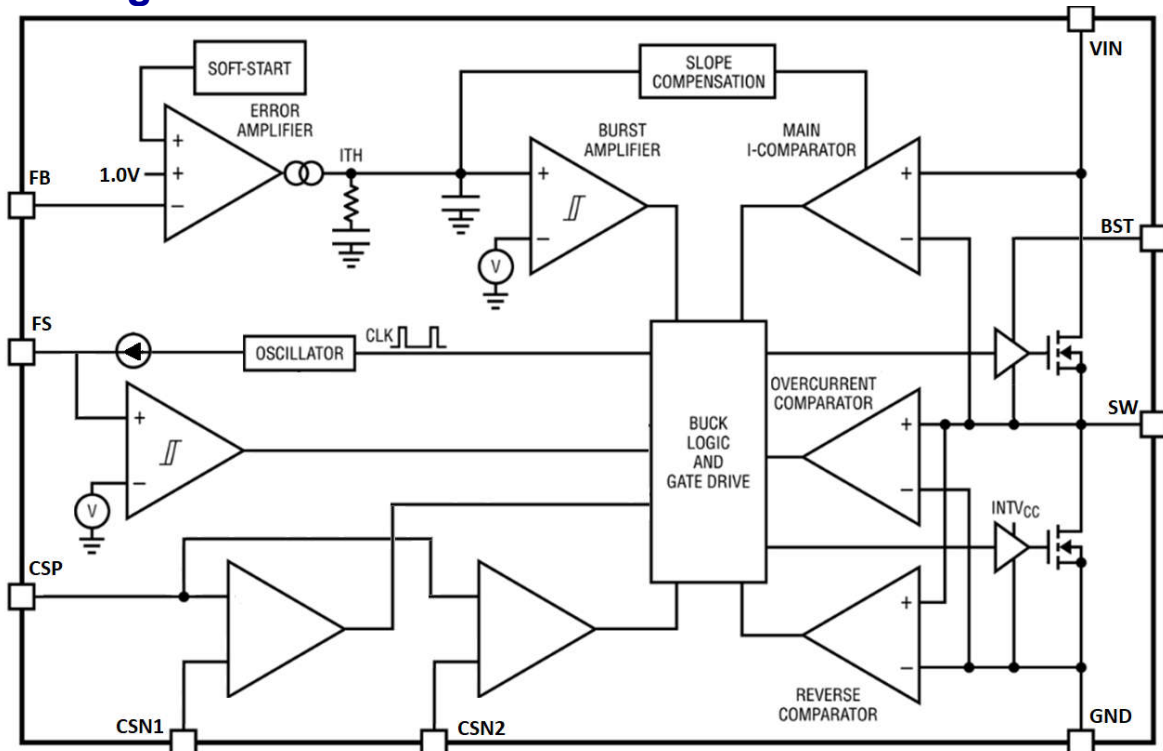 VIN
SOFT-START
SLOPE
COMPENSATION
ERROR
AMPLIFIER
BURST
AMPLIFIER
MAIN
I-COMPARATOR
ITH
+
+
1.0V
+
+
FB
−
−
−
V
BST
FS
CLK
OSCILLATOR
OVERCURRENT
COMPARATOR
SW
+
+
BUCK
LOGIC
AND
GATE DRIVE
−
−
V
INTVCC
CSP
+
−
REVERSE
COMPARATOR
CSN1
CSN2
GND